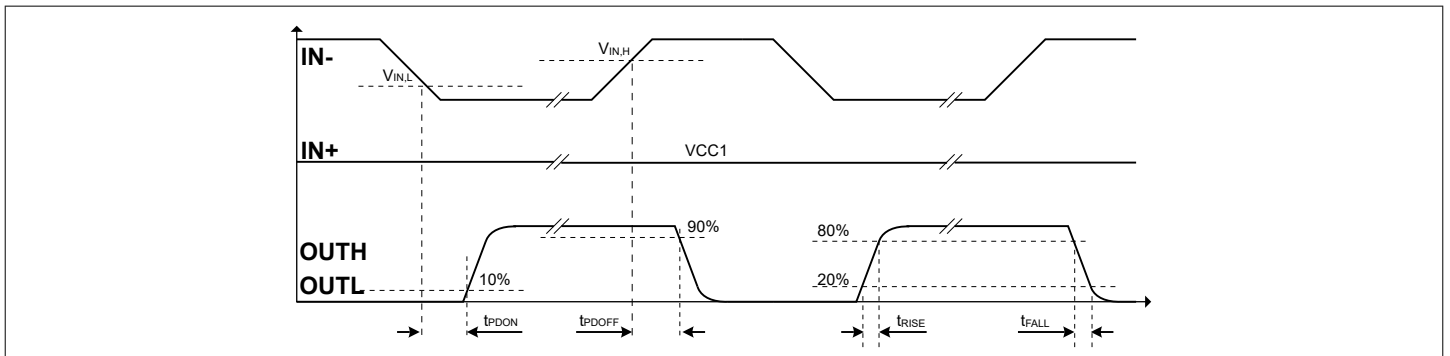 IN-
VIN,L
VIN,H
IN+
VCC1
OUTH
OUTL
10%
90%
80%
20%
tPDON
tPDOFF
tRISE
tFALL